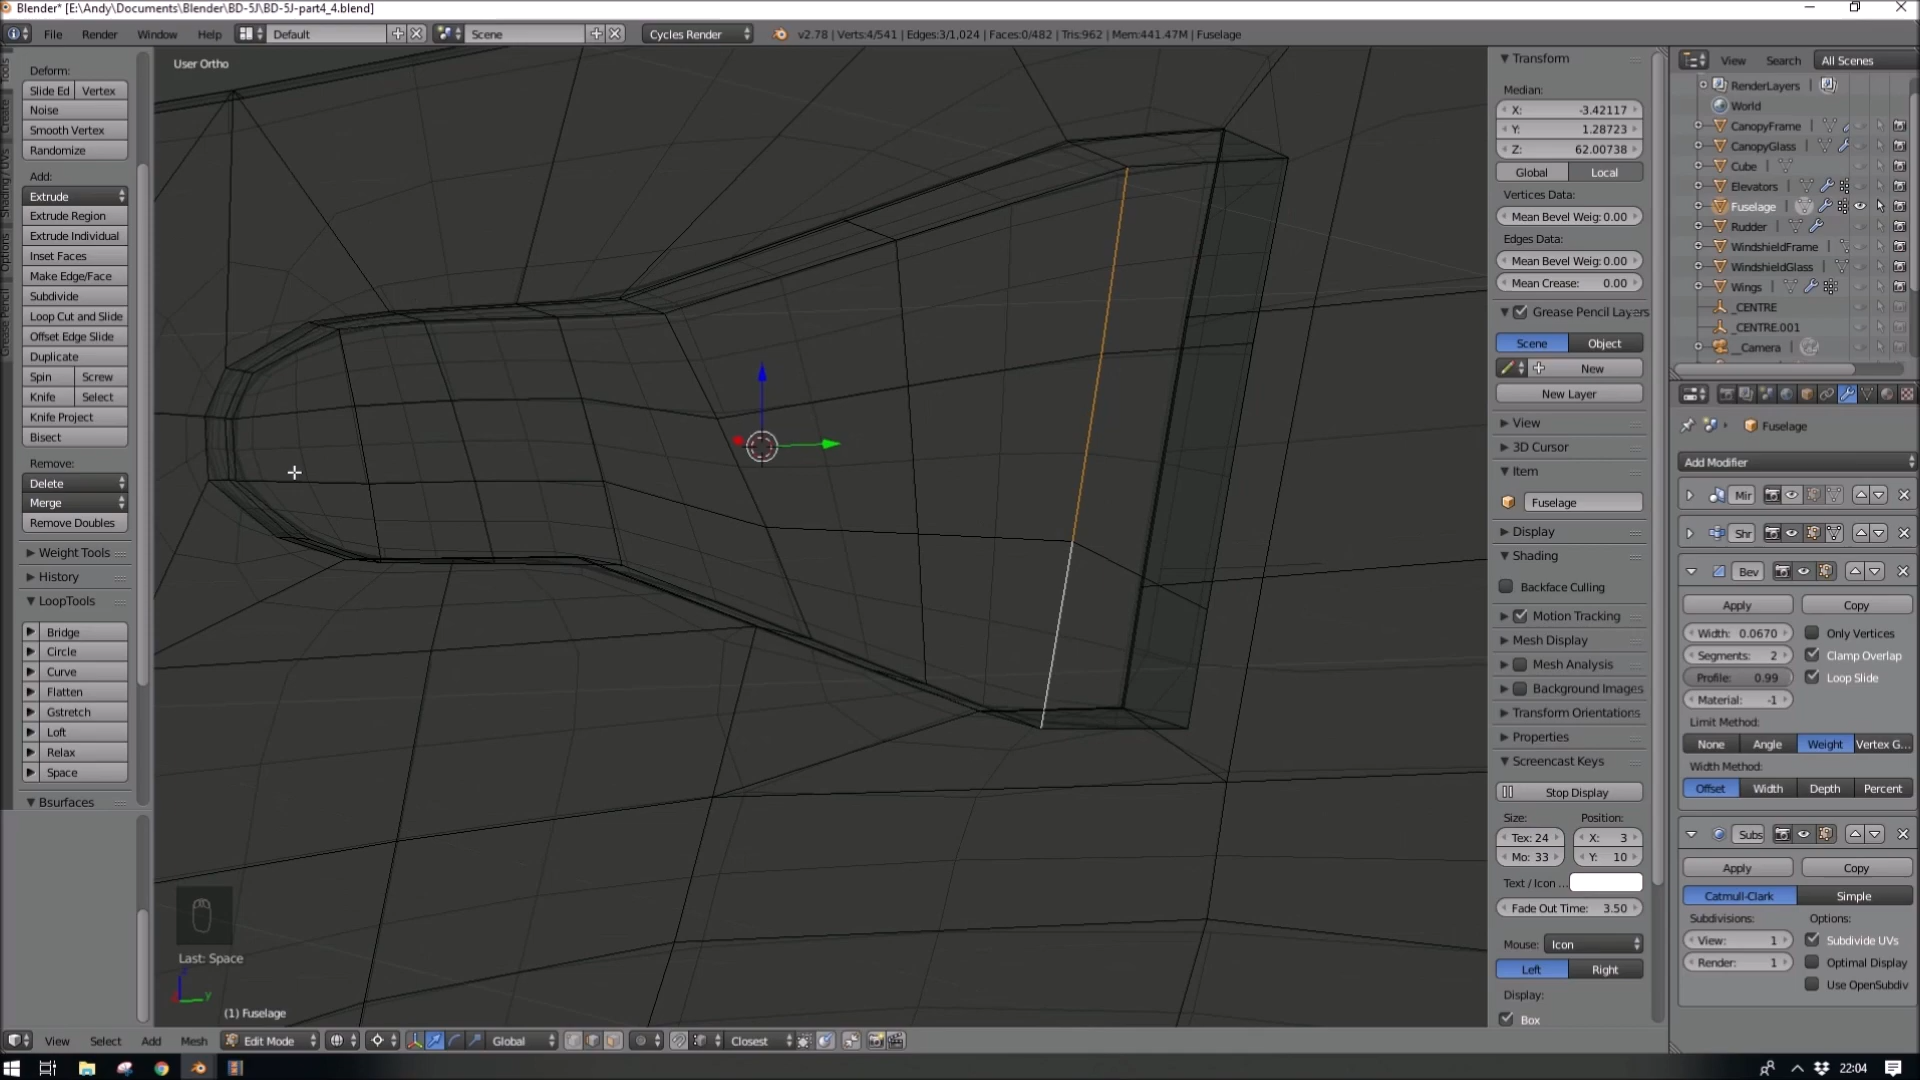 Blender* [E:\Andy\Documents\Blender\BD-5J\BD-5J-part4_4.blend]
File Render Window Help Default Scene Cycles Render v2.78 | Verts:4/541 | Edges:3/1,024 | Faces:0/482 | Tris:962 | Mem:441.47M | Fuselage
Tools
Create
Shading / UVs
Options
Grease Pencil
Deform:
Slide Ed Vertex
Noise
Smooth Vertex
Randomize
Add:
Extrude
Extrude Region
Extrude Individual
Inset Faces
Make Edge/Face
Subdivide
Loop Cut and Slide
Offset Edge Slide
Duplicate
Spin Screw
Knife Select
Knife Project
Bisect
Remove:
Delete
Merge
Remove Doubles
Weight Tools
History
LoopTools
Bridge
Circle
Curve
Flatten
Gstretch
Loft
Relax
Space
Bsurfaces
User Ortho
Last: Space
z
y
(1) Fuselage
Transform
Median:
X: -3.42117
Y: 1.28723
Z: 62.00738
Global Local
Vertices Data:
Mean Bevel Weig: 0.00
Edges Data:
Mean Bevel Weig: 0.00
Mean Crease: 0.00
Grease Pencil Layers
Scene Object
New
New Layer
View
3D Cursor
Item
Fuselage
Display
Shading
Backface Culling
Motion Tracking
Mesh Display
Mesh Analysis
Background Images
Transform Orientations
Properties
Screencast Keys
Stop Display
Size: Position:
Tex: 24 X: 3
Mo: 33 Y: 10
Text / Icon ...
Fade Out Time: 3.50
Mouse: Icon
Left Right
Display:
Box
View Search All Scenes
RenderLayers
World
CanopyFrame
CanopyGlass
Cube
Elevators
Fuselage
Rudder
WindshieldFrame
WindshieldGlass
Wings
_CENTRE
_CENTRE.001
__Camera
Fuselage
Add Modifier
Mir
Shr
Bev
Apply Copy
Width: 0.0670 Only Vertices
Segments: 2 Clamp Overlap
Profile: 0.99 Loop Slide
Material: -1
Limit Method:
None Angle Weight Vertex G...
Width Method:
Offset Width Depth Percent
Subs
Apply Copy
Catmull-Clark Simple
Subdivisions: Options:
View: 1 Subdivide UVs
Render: 1 Optimal Display
Use OpenSubdiv
View Select Add Mesh Edit Mode Global Closest
22:04